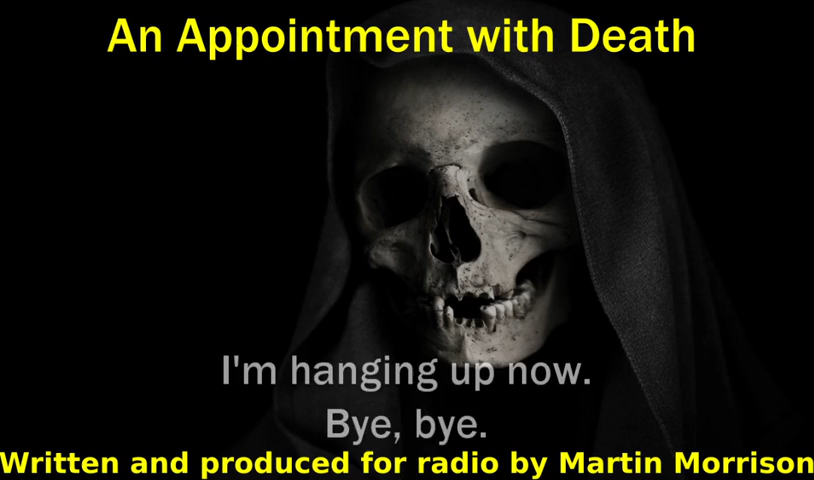 An Appointment with Death
I'm hanging up now.
Bye, bye.
Written and produced for radio by Martin Morrison